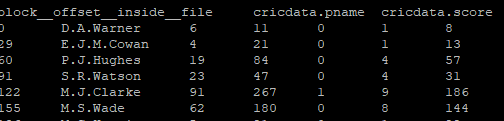 block__offset__inside__file cricdata.pname cricdata.score
0 D.A.Warner 6 11 0 1 8
29 E.J.M.Cowan 4 21 0 1 13
60 P.J.Hughes 19 84 0 4 57
91 S.R.Watson 23 47 0 4 31
122 M.J.Clarke 91 267 1 9 186
155 M.S.Wade 62 180 0 8 144